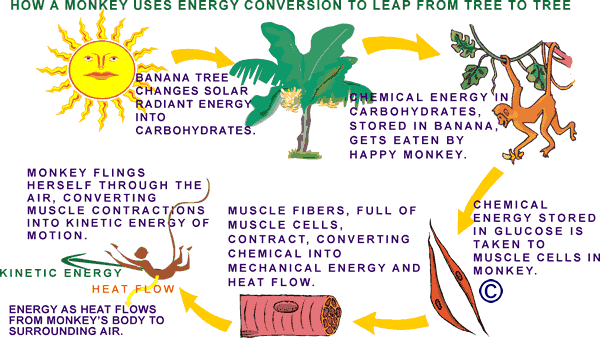 HOW A MONKEY USES ENERGY CONVERSION TO LEAP FROM TREE TO TREE
BANANA TREE
CHANGES SOLAR
RADIANT ENERGY
INTO
CARBOHYDRATES.
CHEMICAL ENERGY IN
CARBOHYDRATES,
STORED IN BANANA,
GETS EATEN BY
HAPPY MONKEY.
CHEMICAL
ENERGY STORED
IN GLUCOSE IS
TAKEN TO
MUSCLE CELLS IN
MONKEY.
©
MUSCLE FIBERS, FULL OF
MUSCLE CELLS,
CONTRACT, CONVERTING
CHEMICAL INTO
MECHANICAL ENERGY AND
HEAT FLOW.
MONKEY FLINGS
HERSELF THROUGH THE
AIR, CONVERTING
MUSCLE CONTRACTIONS
INTO KINETIC ENERGY OF
MOTION.
KINETIC ENERGY
HEAT FLOW
ENERGY AS HEAT FLOWS
FROM MONKEY'S BODY TO
SURROUNDING AIR.